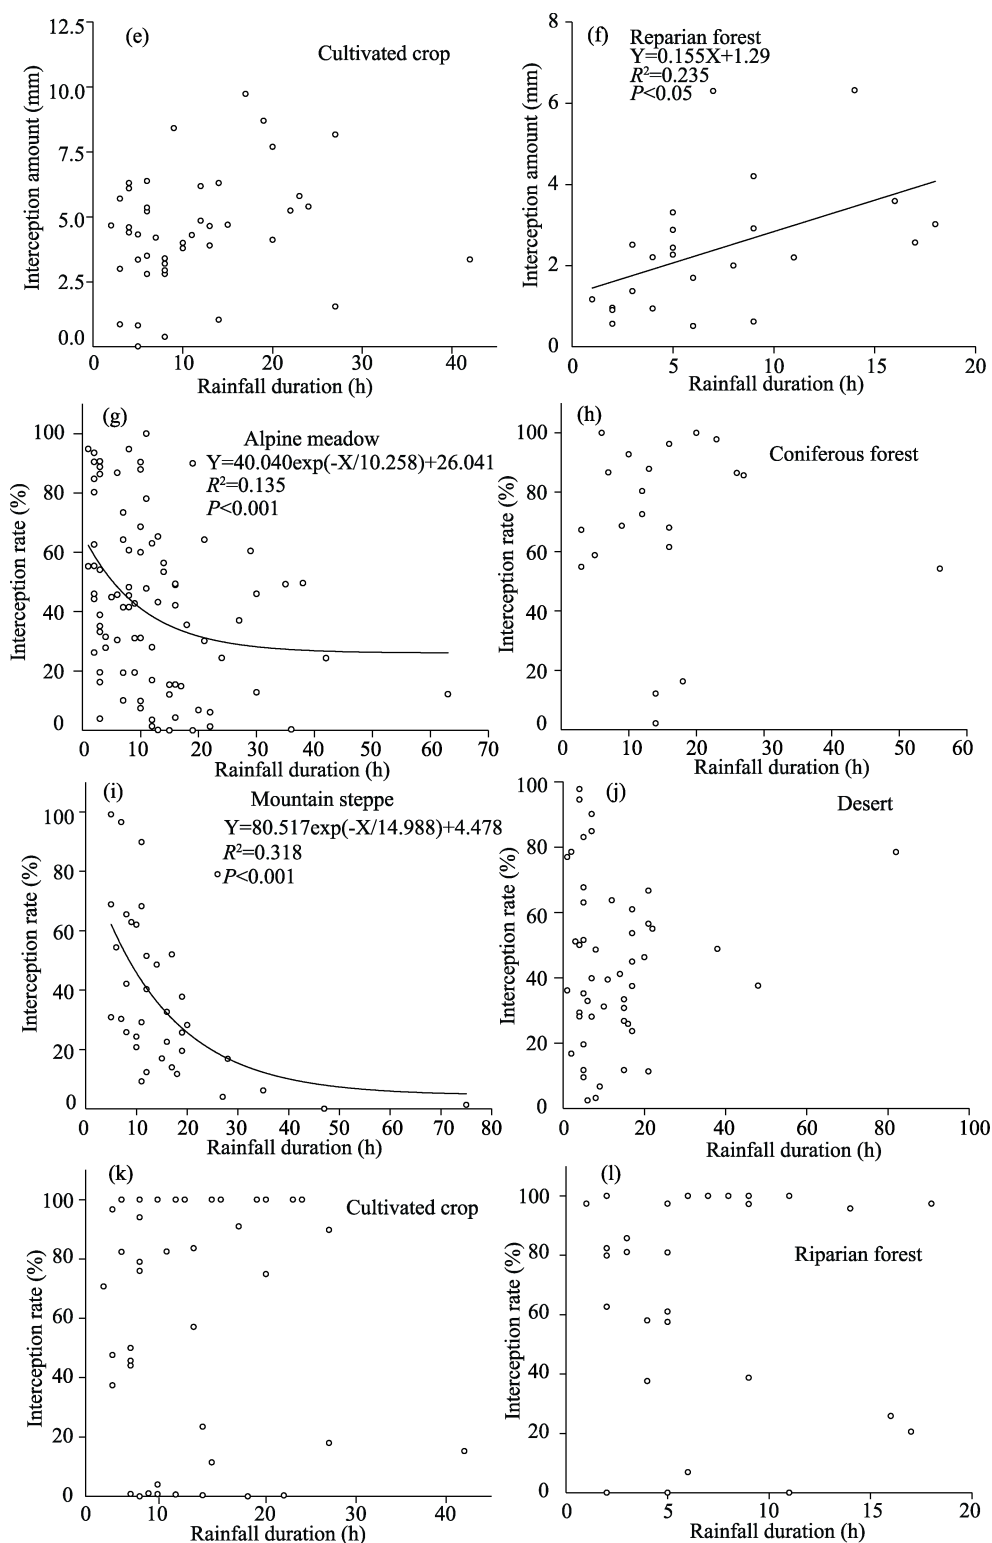 (e)
Cultivated crop
12.5
10.0
7.5
5.0
2.5
0.0
Interception amount (mm)
0 10 20 30 40
Rainfall duration (h)
(f)
Reparian forest
Y=0.155X+1.29
R²=0.235
P<0.05
8
6
4
2
0
Interception amount (mm)
0 5 10 15 20
Rainfall duration (h)
(g)
Alpine meadow
Y=40.040exp(-X/10.258)+26.041
R²=0.135
P<0.001
100
80
60
40
20
0
Interception rate (%)
0 10 20 30 40 50 60 70
Rainfall duration (h)
(h)
Coniferous forest
100
80
60
40
20
0
Interception rate (%)
0 10 20 30 40 50 60
Rainfall duration (h)
(i)
Mountain steppe
Y=80.517exp(-X/14.988)+4.478
R²=0.318
P<0.001
100
80
60
40
20
0
Interception rate (%)
0 10 20 30 40 50 60 70 80
Rainfall duration (h)
(j)
Desert
80
60
40
20
0
Interception rate (%)
0 20 40 60 80 100
Rainfall duration (h)
(k)
Cultivated crop
100
80
60
40
20
0
Interception rate (%)
0 10 20 30 40
Rainfall duration (h)
(l)
Riparian forest
100
80
60
40
20
0
Interception rate (%)
0 5 10 15 20
Rainfall duration (h)